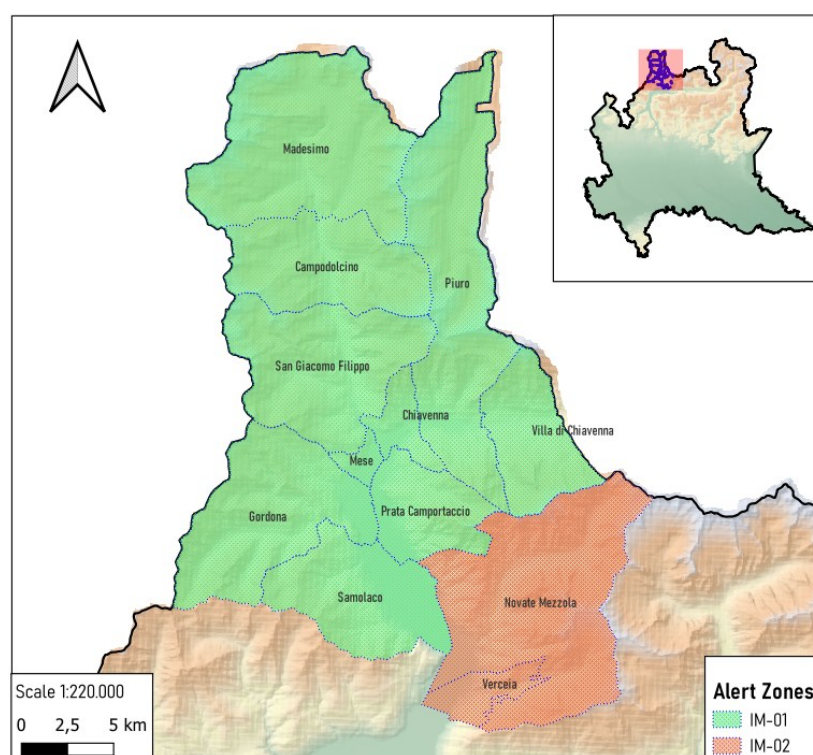 Madesimo
Campodolcino
Piuro
San Giacomo Filippo
Chiavenna
Villa di Chiavenna
Mese
Gordona
Prata Camportaccio
Samolaco
Novate Mezzola
Verceia
Scale 1:220.000
0 2,5 5 km
Alert Zones
IM-01
IM-02